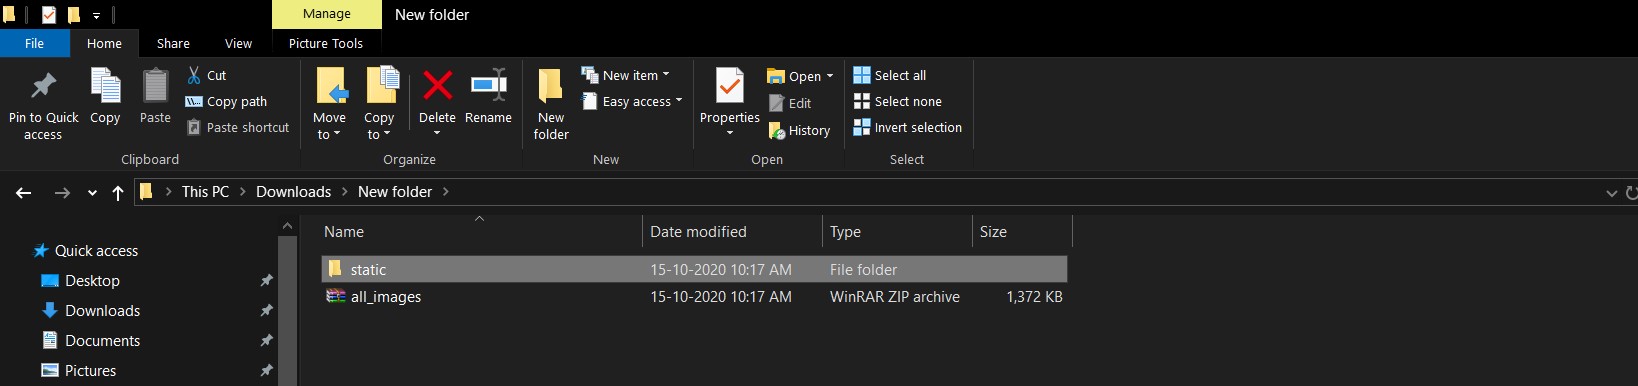 Manage New folder
File Home Share View Picture Tools
Pin to Quick access
Copy
Paste
Cut
Copy path
Paste shortcut
Clipboard
Move to
Copy to
Delete
Rename
Organize
New folder
New item
Easy access
New
Properties
Open
Edit
History
Open
Select all
Select none
Invert selection
Select
This PC > Downloads > New folder >
Quick access
Desktop
Downloads
Documents
Pictures
Name Date modified Type Size
static 15-10-2020 10:17 AM File folder
all_images 15-10-2020 10:17 AM WinRAR ZIP archive 1,372 KB